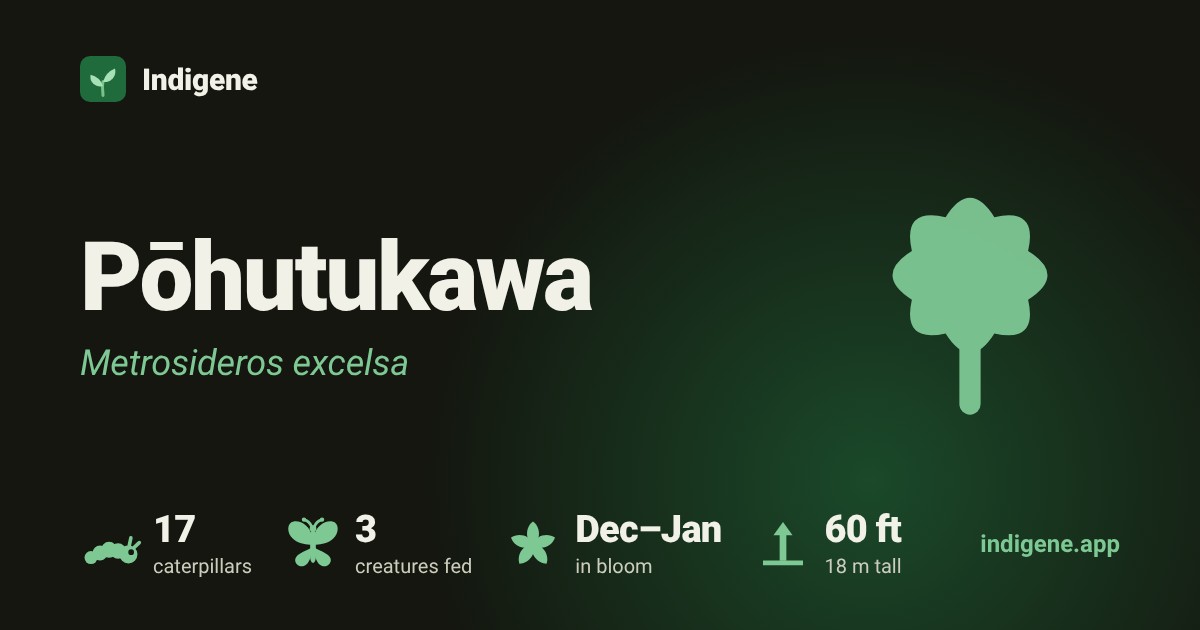 Indigene
Pōhutukawa
Metrosideros excelsa
17
caterpillars
3
creatures fed
Dec–Jan
in bloom
60 ft
18 m tall
indigene.app